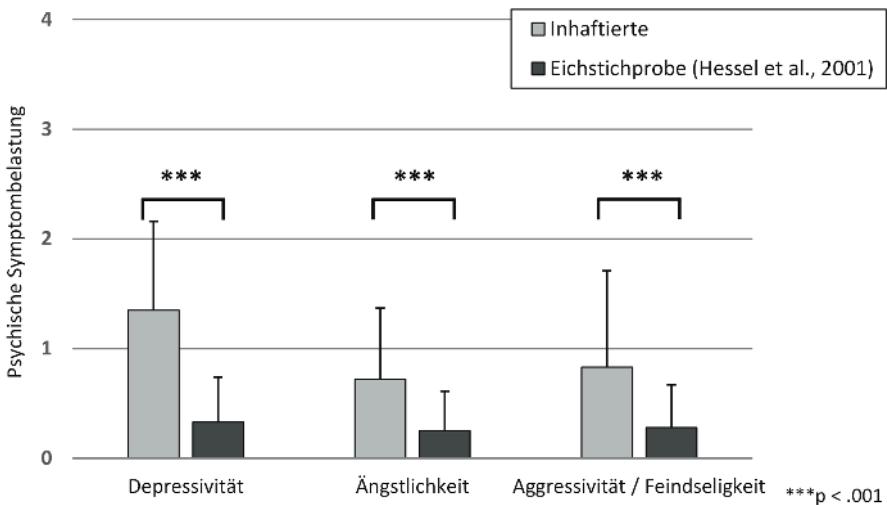 Inhaftierte
Eichstichprobe (Hessel et al., 2001)
Psychische Symptombelastung
4
3
2
1
0
***
***
***
Depressivität
Ängstlichkeit
Aggressivität / Feindseligkeit
***p < .001